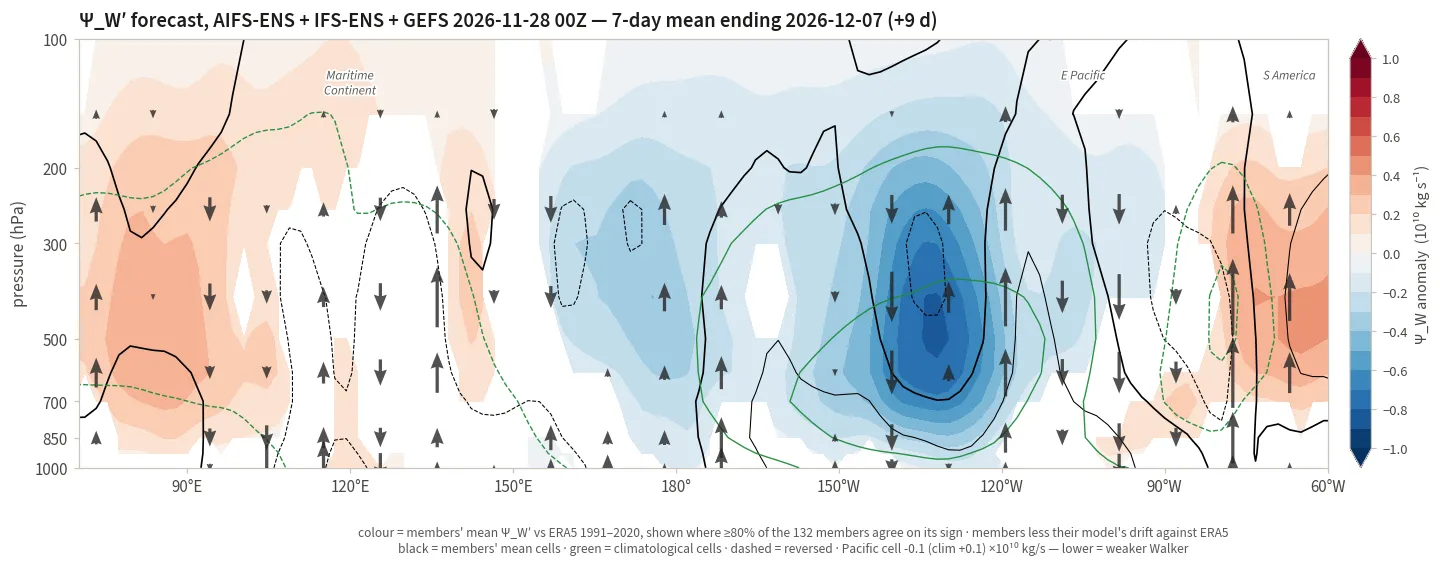 Ψ_W′ forecast, AIFS-ENS + IFS-ENS + GEFS 2026-11-28 00Z — 7-day mean ending 2026-12-07 (+9 d)
100
200
300
400
500
700
850
1000
pressure (hPa)
Maritime
Continent
E Pacific
S America
90°E
120°E
150°E
180°
150°W
120°W
90°W
60°W
1.0
0.8
0.6
0.4
0.2
0.0
−0.2
−0.4
−0.6
−0.8
−1.0
Ψ_W anomaly (10¹⁰ kg s⁻¹)
colour = members' mean Ψ_W′ vs ERA5 1991–2020, shown where ≥80% of the 132 members agree on its sign · members less their model's drift against ERA5
black = members' mean cells · green = climatological cells · dashed = reversed · Pacific cell -0.1 (clim +0.1) ×10¹⁰ kg/s — lower = weaker Walker